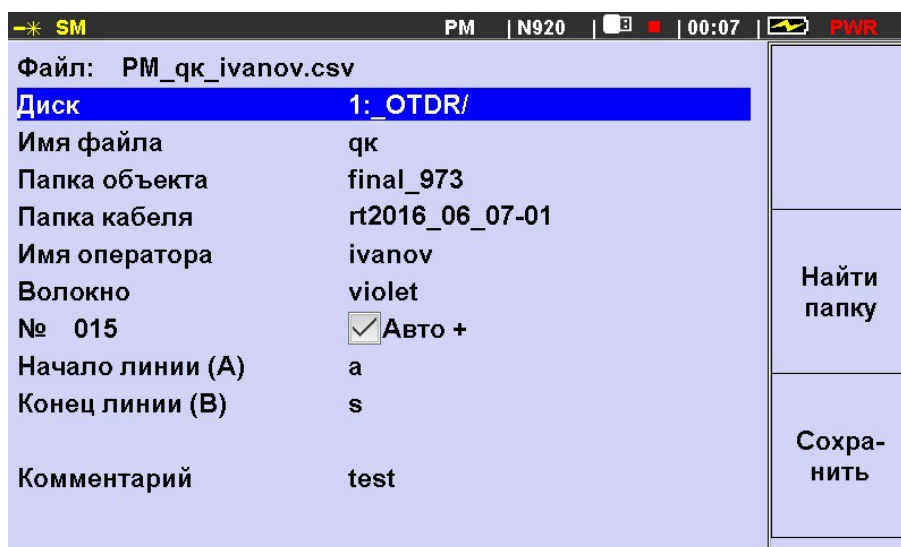 SM PM | N920 | | 00:07 | PWR
Файл: PM_qк_ivanov.csv
Диск 1:_OTDR/
Имя файла qк
Папка объекта final_973
Папка кабеля rt2016_06_07-01
Имя оператора ivanov
Волокно violet
№ 015 Авто +
Начало линии (А) a
Конец линии (В) s
Комментарий test
Найти
папку
Сохра-
нить